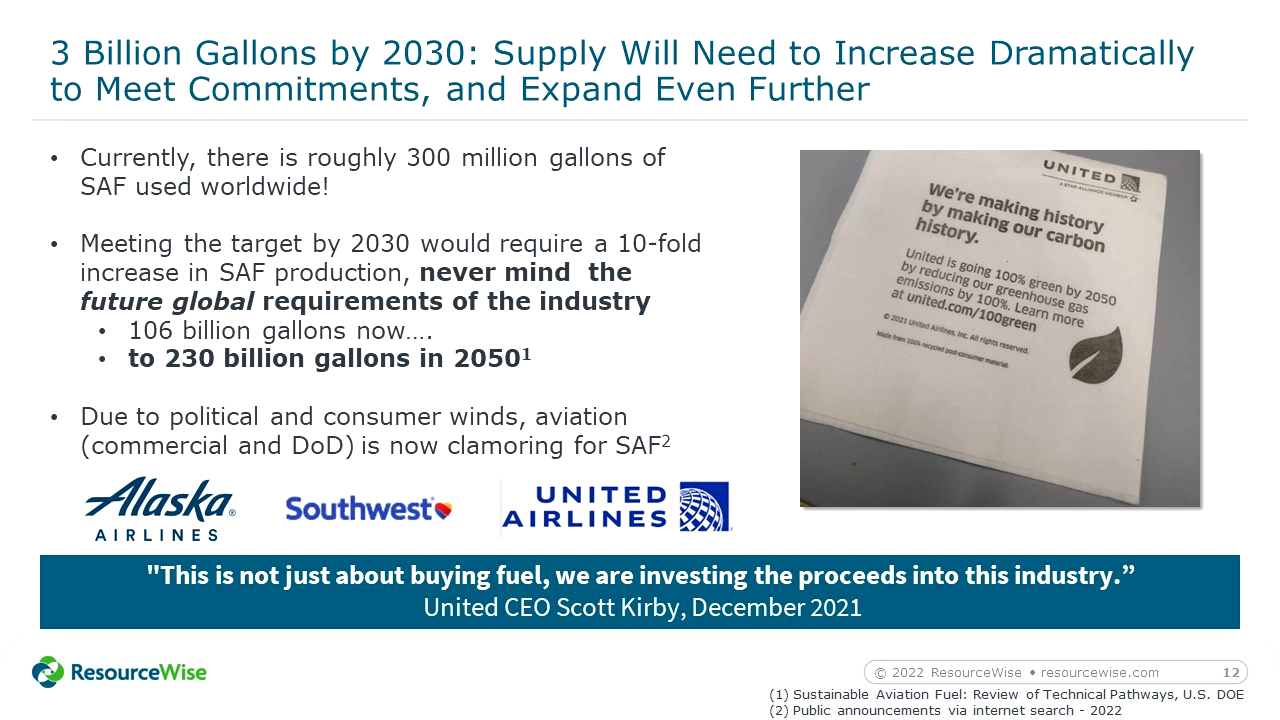 3 Billion Gallons by 2030: Supply Will Need to Increase Dramatically
to Meet Commitments, and Expand Even Further
• Currently, there is roughly 300 million gallons of
SAF used worldwide!
• Meeting the target by 2030 would require a 10-fold
increase in SAF production, never mind the
future global requirements of the industry
• 106 billion gallons now….
• to 230 billion gallons in 2050¹
• Due to political and consumer winds, aviation
(commercial and DoD) is now clamoring for SAF²
Alaska®
AIRLINES
Southwest®
UNITED
AIRLINES
UNITED
A STAR ALLIANCE MEMBER
We're making history
by making our carbon
history.
United is going 100% green by 2050
by reducing our greenhouse gas
emissions by 100%. Learn more
at united.com/100green
© 2021 United Airlines, Inc. All rights reserved.
Made from 100% recycled post-consumer material.
"This is not just about buying fuel, we are investing the proceeds into this industry.”
United CEO Scott Kirby, December 2021
ResourceWise
© 2022 ResourceWise • resourcewise.com 12
(1) Sustainable Aviation Fuel: Review of Technical Pathways, U.S. DOE
(2) Public announcements via internet search - 2022